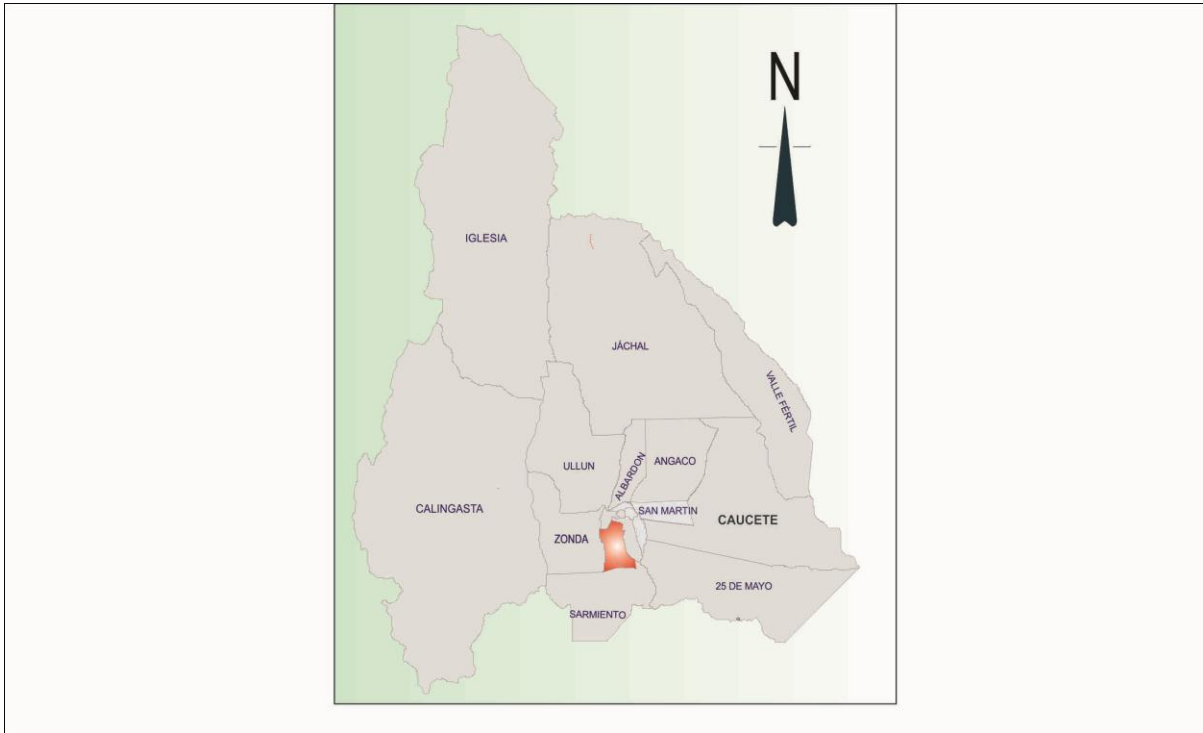 N
IGLESIA
JÁCHAL
VALLE FÉRTIL
ULLUN
ALBARDON
ANGACO
CALINGASTA
SAN MARTIN
CAUCETE
ZONDA
25 DE MAYO
SARMIENTO